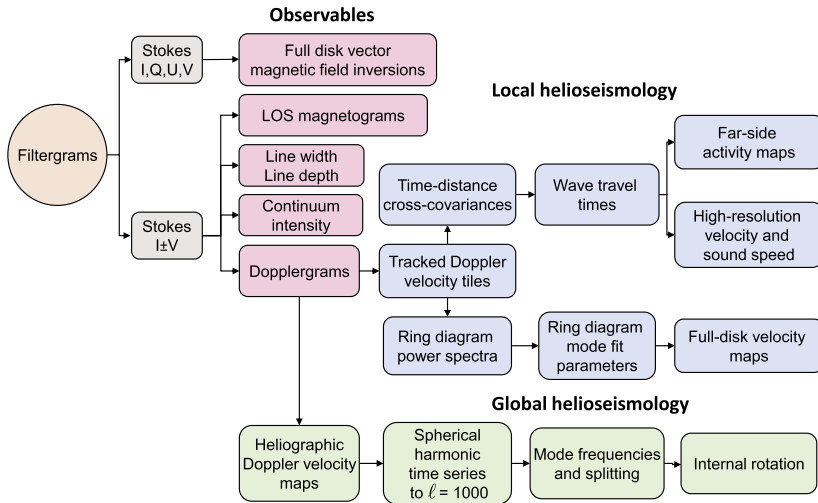 Observables
Filtergrams
Stokes
I,Q,U,V
Full disk vector
magnetic field inversions
Stokes
I±V
LOS magnetograms
Line width
Line depth
Continuum
intensity
Dopplergrams
Local helioseismology
Tracked Doppler
velocity tiles
Time-distance
cross-covariances
Wave travel
times
Far-side
activity maps
High-resolution
velocity and
sound speed
Ring diagram
power spectra
Ring diagram
mode fit
parameters
Full-disk velocity
maps
Global helioseismology
Heliographic
Doppler velocity
maps
Spherical
harmonic
time series
to ℓ = 1000
Mode frequencies
and splitting
Internal rotation